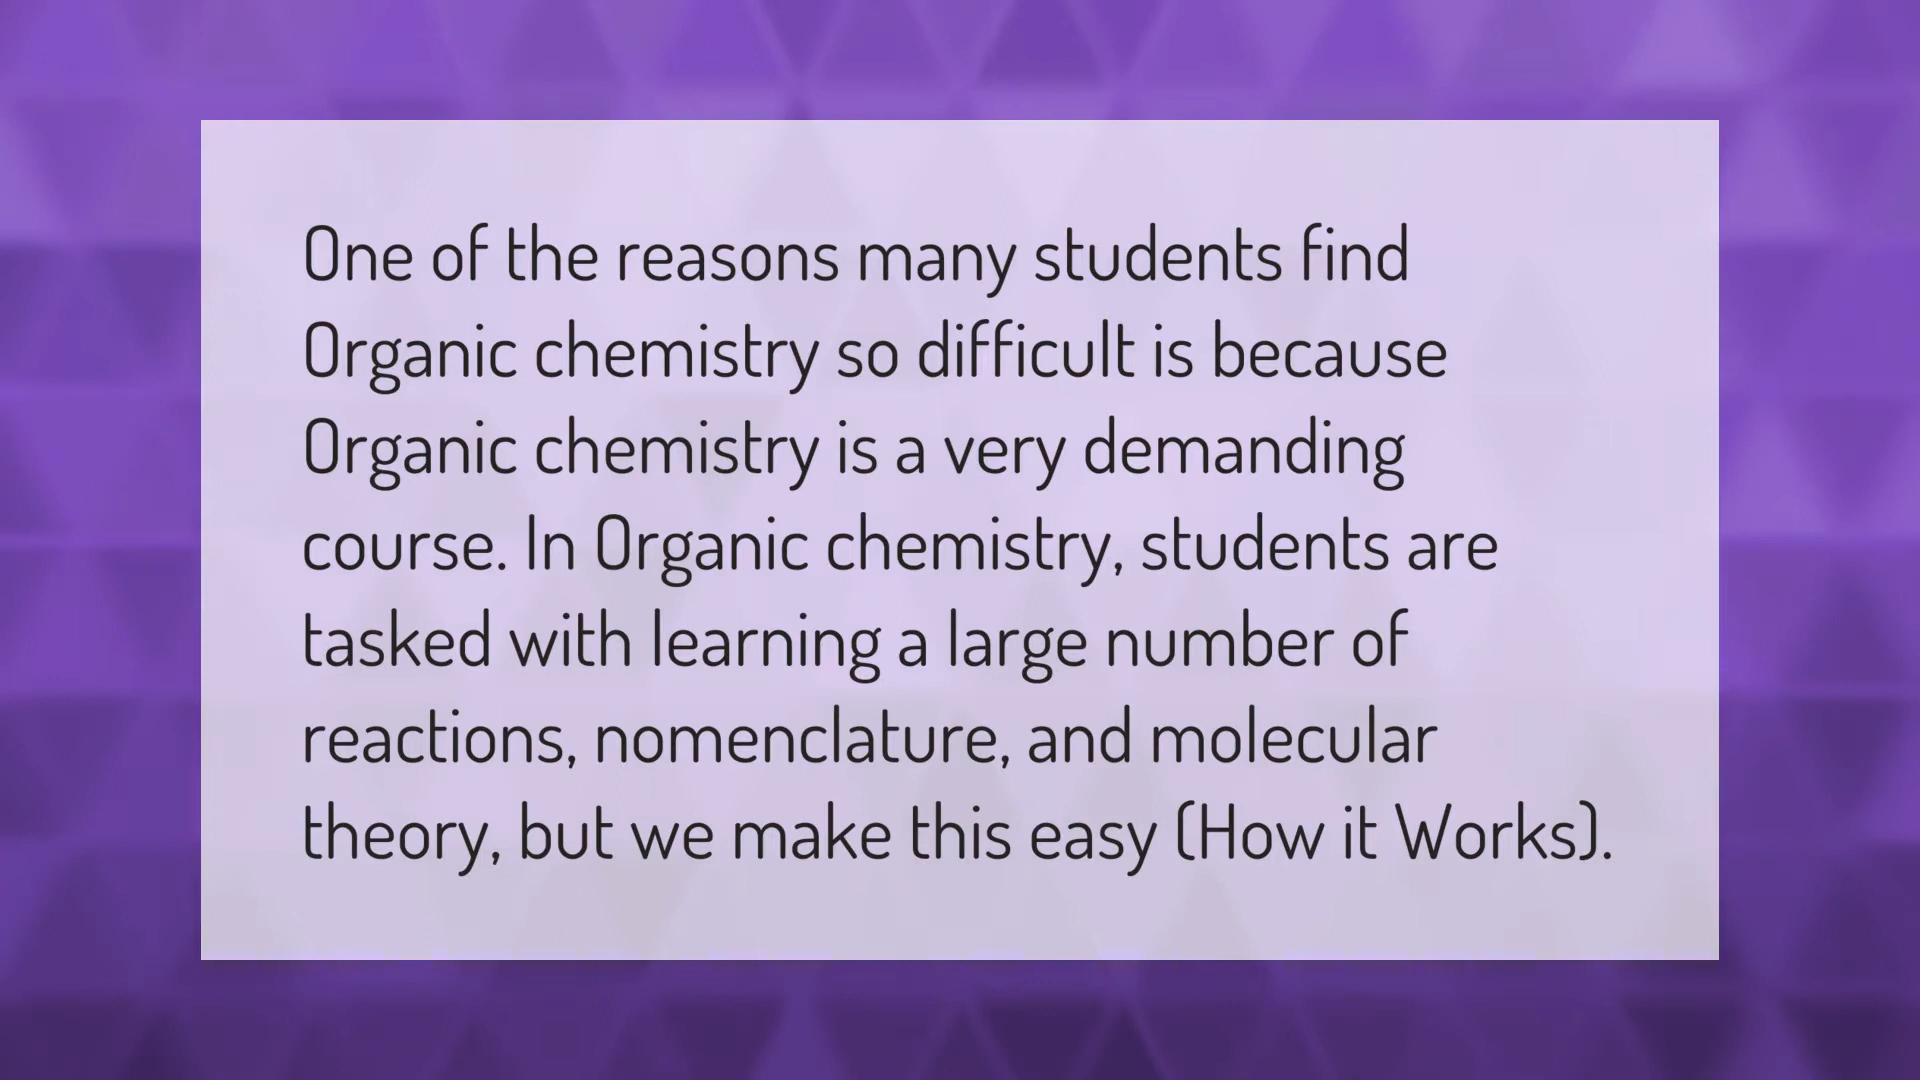 One of the reasons many students find
Organic chemistry so difficult is because
Organic chemistry is a very demanding
course. In Organic chemistry, students are
tasked with learning a large number of
reactions, nomenclature, and molecular
theory, but we make this easy (How it Works).